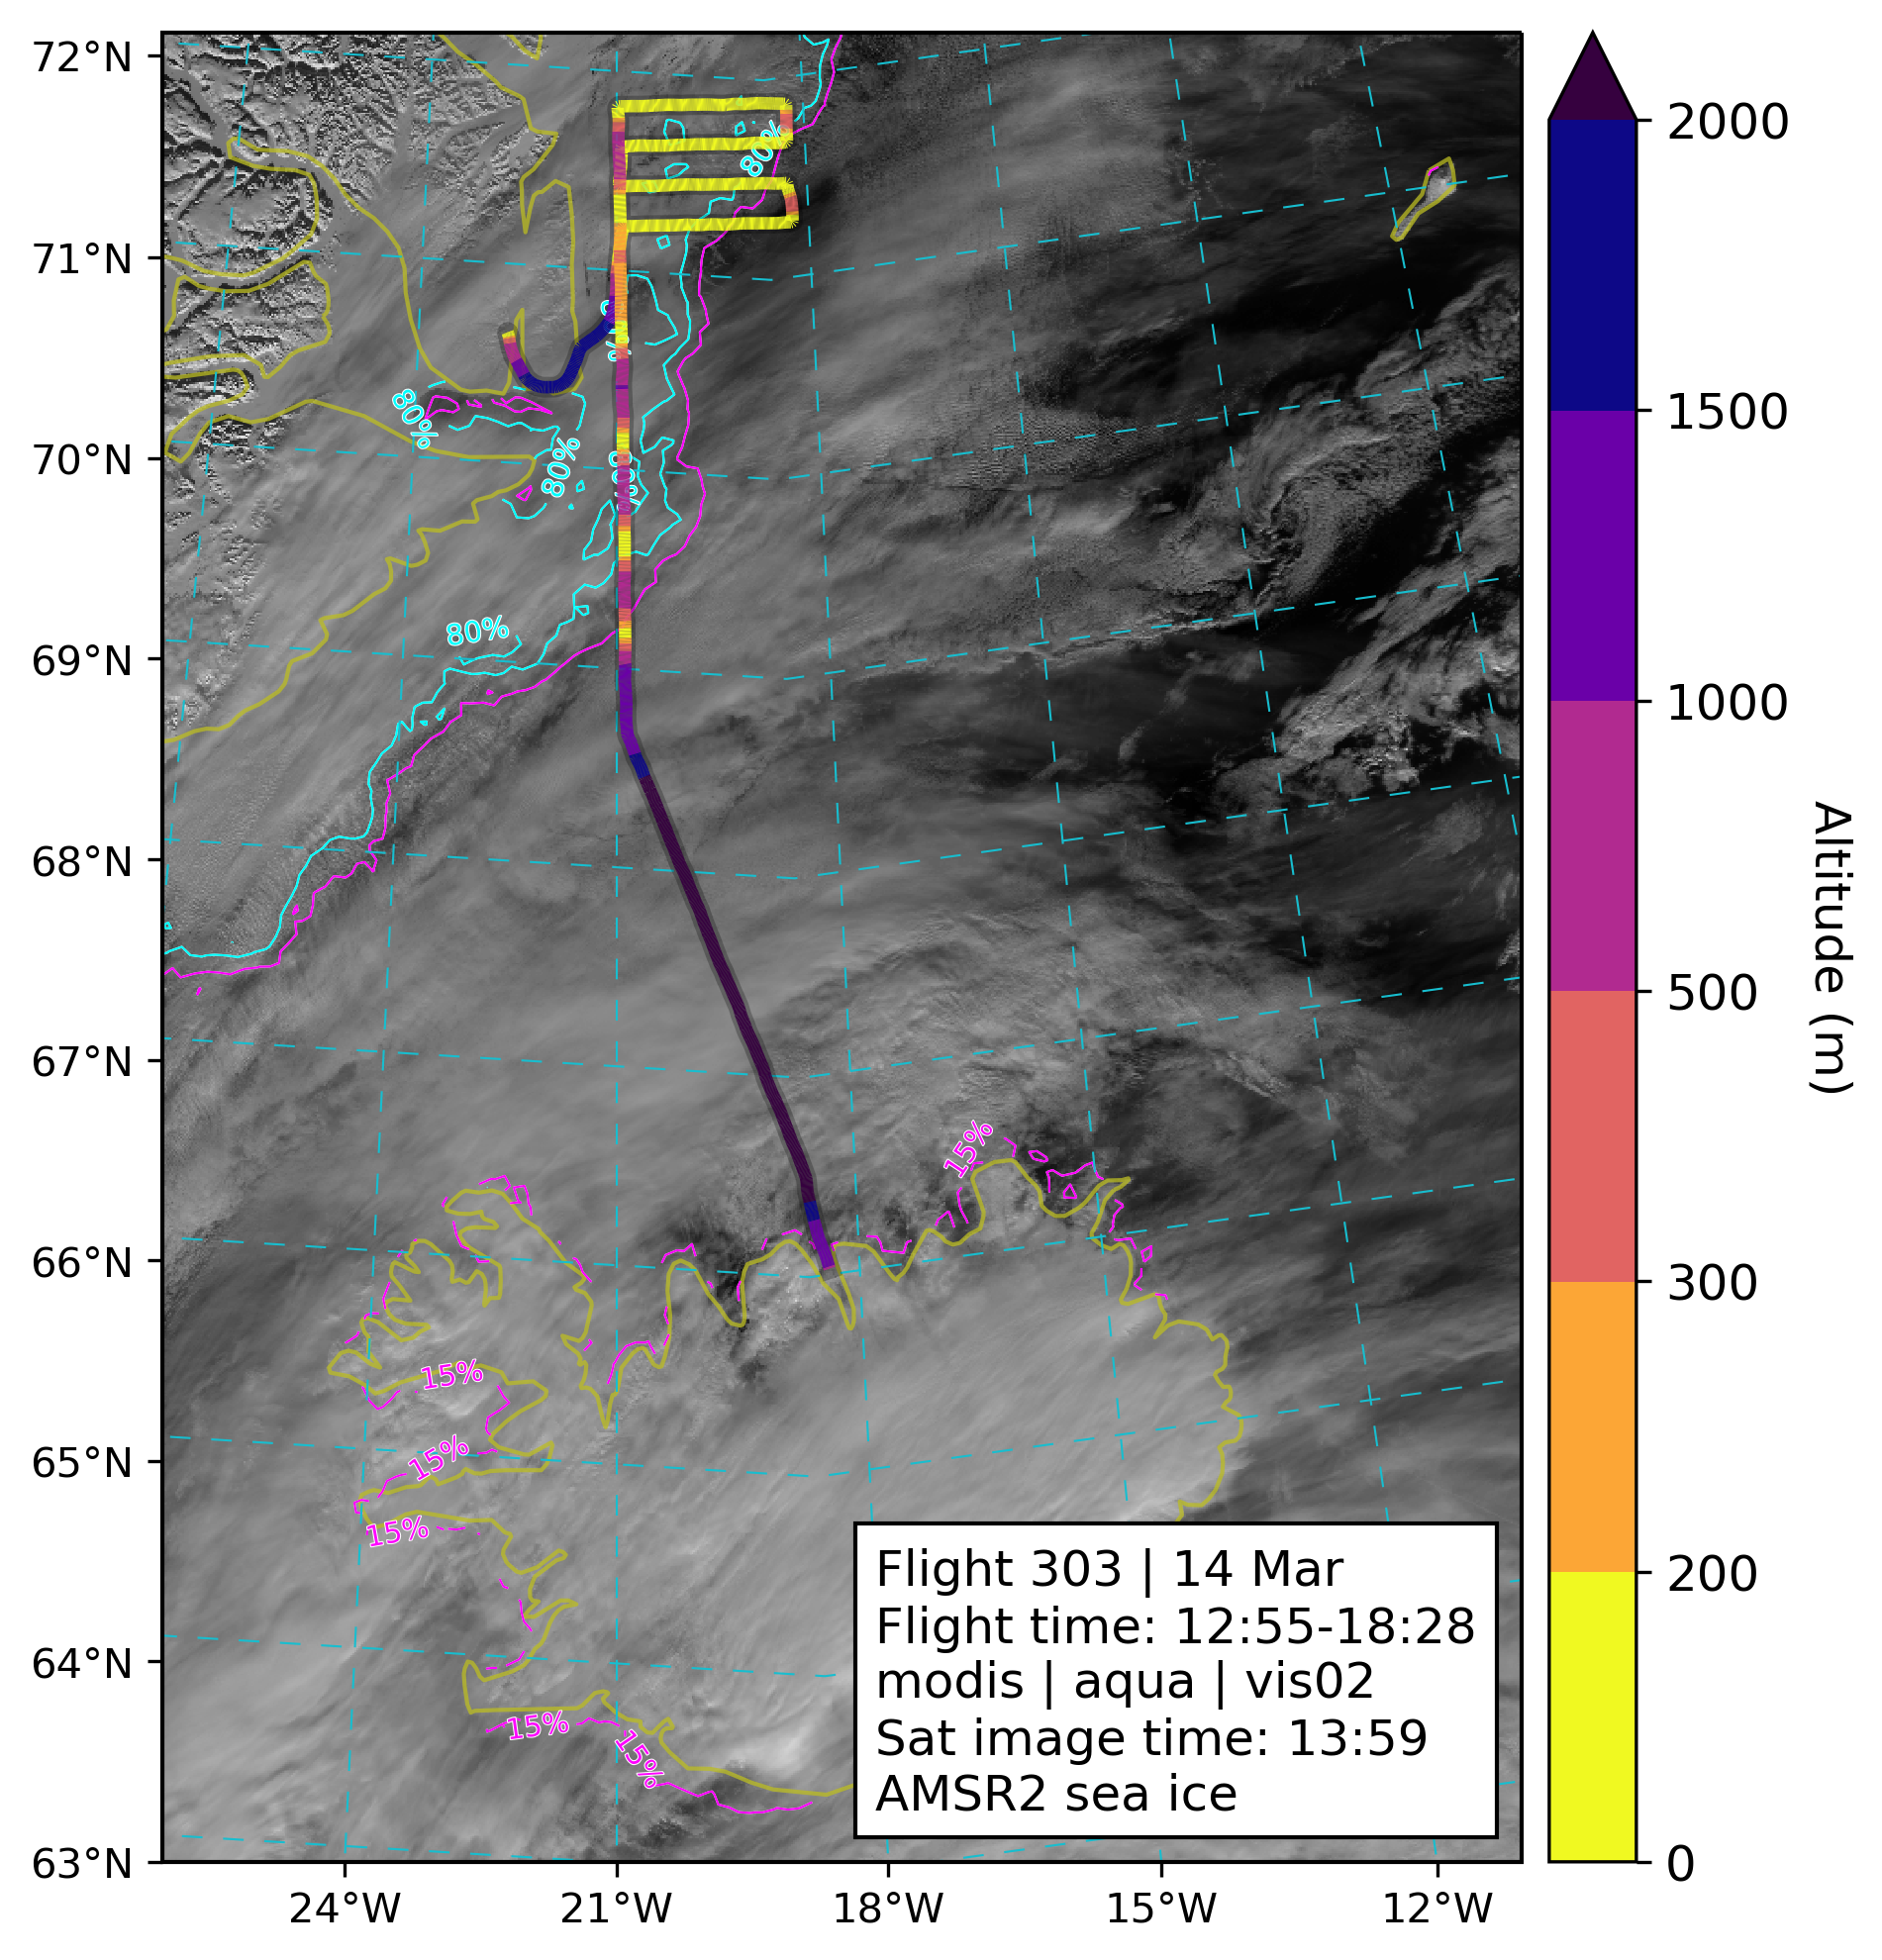 72°N
71°N
70°N
69°N
68°N
67°N
66°N
65°N
64°N
63°N
24°W
21°W
18°W
15°W
12°W
80%
80%
80%
80%
80%
15%
15%
15%
15%
15%
15%
Flight 303 | 14 Mar
Flight time: 12:55-18:28
modis | aqua | vis02
Sat image time: 13:59
AMSR2 sea ice
2000
1500
1000
500
300
200
0
Altitude (m)